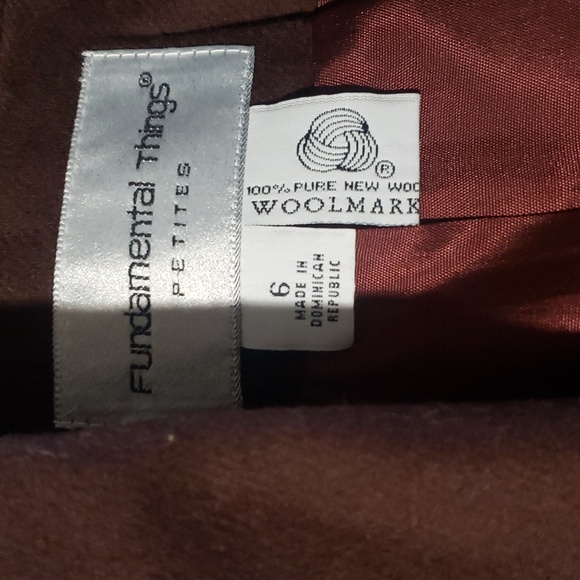 Fundamental Things®
PETITES
®
100% PURE NEW WOO
WOOLMARK
6
MADE IN
DOMINICAN
REPUBLIC